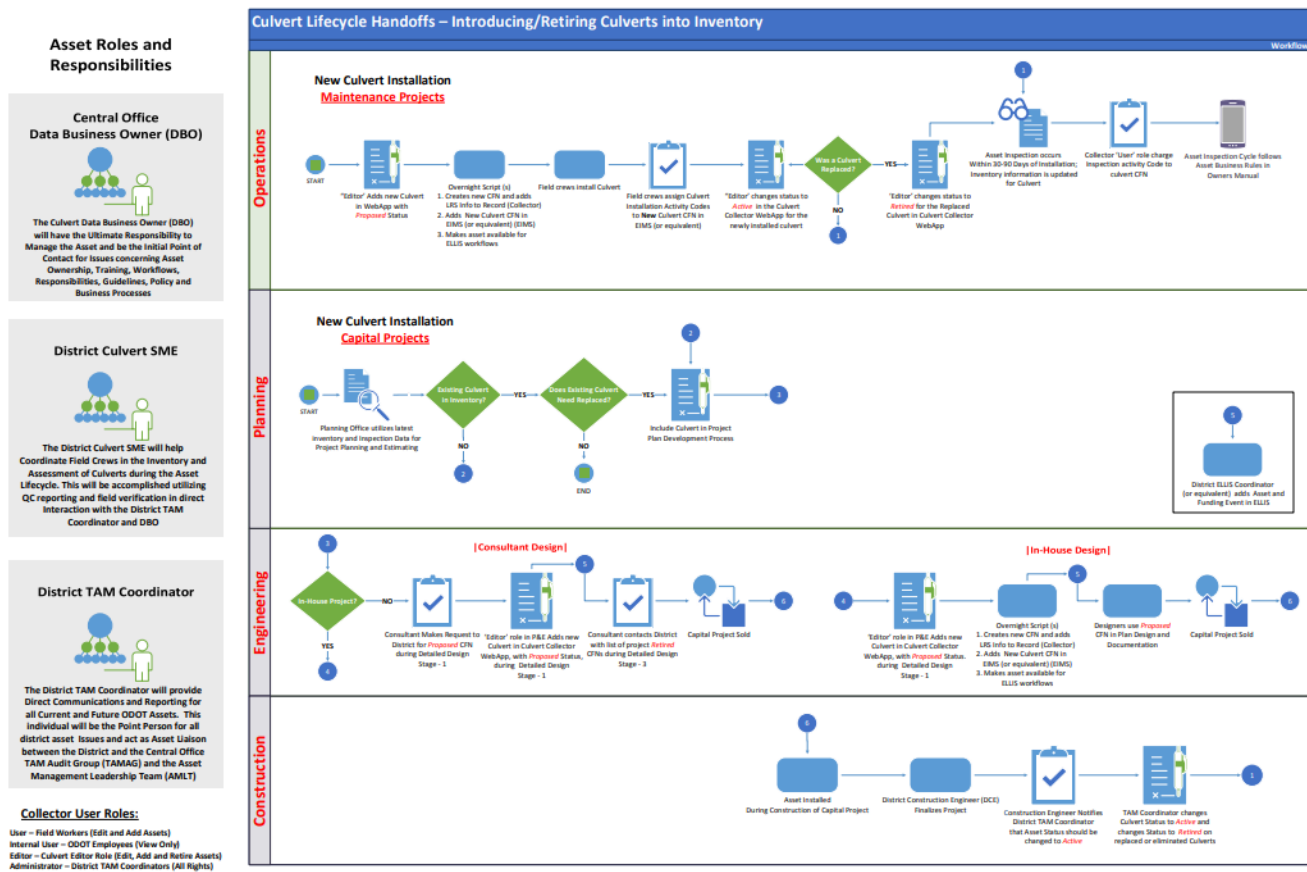 Asset Roles and
Responsibilities
Central Office
Data Business Owner (DBO)
The Culvert Data Business Owner (DBO)
will have the Ultimate Responsibility to
Manage the Asset and be the Initial Point of
Contact for Issues concerning Asset
Ownership, Training, Workflows,
Responsibilities, Guidelines, Policy and
Business Processes
District Culvert SME
The District Culvert SME will help
Coordinate Field Crews in the Inventory and
Assessment of Culverts during the Asset
Lifecycle. This will be accomplished utilizing
QC reporting and field verification in direct
Interaction with the District TAM
Coordinator and DBO
District TAM Coordinator
The District TAM Coordinator will provide
Direct Communications and Reporting for
all Current and Future ODOT Assets. This
individual will be the Point Person for all
district asset Issues and act as Asset Liaison
between the District and the Central Office
TAM Audit Group (TAMAG) and the Asset
Management Leadership Team (AMLT)
Collector User Roles:
User – Field Workers (Edit and Add Assets)
Internal User – ODOT Employees (View Only)
Editor – Culvert Editor Role (Edit, Add and Retire Assets)
Administrator – District TAM Coordinators (All Rights)
Culvert Lifecycle Handoffs – Introducing/Retiring Culverts into Inventory
Workflow
Operations
New Culvert Installation
Maintenance Projects
START
"Editor' Adds new Culvert
in WebApp with
Proposed Status
Overnight Script (s)
1. Creates new CFN and adds
LRS Info to Record (Collector)
2. Adds New Culvert CFN in
EIMS (or equivalent) (EIMS)
3. Makes asset available for
ELLIS workflows
Field crews install Culvert
Field crews assign Culvert
Installation Activity Codes
to New Culvert CFN in
EIMS (or equivalent)
'Editor' changes status to
Active in the Culvert
Collector WebApp for the
newly installed culvert
Was a Culvert
Replaced?
YES
NO
1
'Editor' changes status to
Retired for the Replaced
Culvert in Culvert Collector
WebApp
1
Asset Inspection occurs
Within 30-90 Days of Installation;
Inventory information is updated
for Culvert
Collector 'User' role charge
inspection activity Code to
culvert CFN
Asset Inspection Cycle follows
Asset Business Rules in
Owners Manual
Planning
New Culvert Installation
Capital Projects
START
Planning Office utilizes latest
Inventory and Inspection Data for
Project Planning and Estimating
Existing Culvert
in Inventory?
YES
NO
2
Does Existing Culvert
Need Replaced?
YES
NO
END
2
Include Culvert in Project
Plan Development Process
3
5
District ELLIS Coordinator
(or equivalent) adds Asset and
Funding Event in ELLIS
Engineering
3
In-House Project?
NO
YES
4
|Consultant Design|
Consultant Makes Request to
District for Proposed CFN
during Detailed Design
Stage - 1
'Editor' role in P&E Adds new
Culvert in Culvert Collector
WebApp, with Proposed Status,
during Detailed Design
Stage - 1
5
Consultant contacts District
with list of project Retired
CFNs during Detailed Design
Stage - 3
Capital Project Sold
6
|In-House Design|
4
'Editor' role in P&E Adds new
Culvert in Culvert Collector
WebApp, with Proposed Status.
during Detailed Design
Stage - 1
Overnight Script (s)
1. Creates new CFN and adds
LRS Info to Record (Collector)
2. Adds New Culvert CFN in
EIMS (or equivalent) (EIMS)
3. Makes asset available for
ELLIS workflows
5
Designers use Proposed
CFN in Plan Design and
Documentation
Capital Project Sold
6
Construction
6
Asset Installed
During Construction of Capital Project
District Construction Engineer (DCE)
Finalizes Project
Construction Engineer Notifies
District TAM Coordinator
that Asset Status should be
changed to Active
TAM Coordinator changes
Culvert Status to Active and
changes Status to Retired on
replaced or eliminated Culverts
1